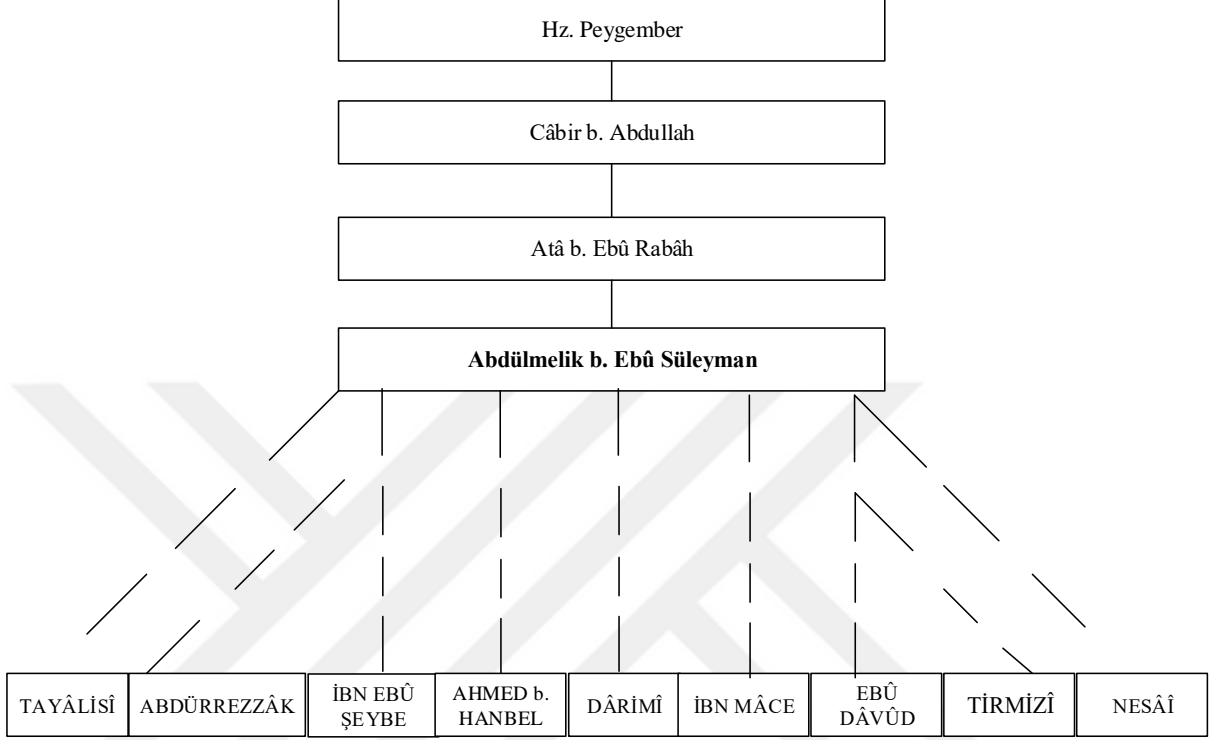 Hz. Peygember
Câbir b. Abdullah
Atâ b. Ebû Rabâh
Abdülmelik b. Ebû Süleyman
TAYÂLİSÎ
ABDÜRREZZÂK
İBN EBÛ
ŞEYBE
AHMED b.
HANBEL
DÂRİMÎ
İBN MÂCE
EBÛ
DÂVÛD
TİRMİZÎ
NESÂÎ